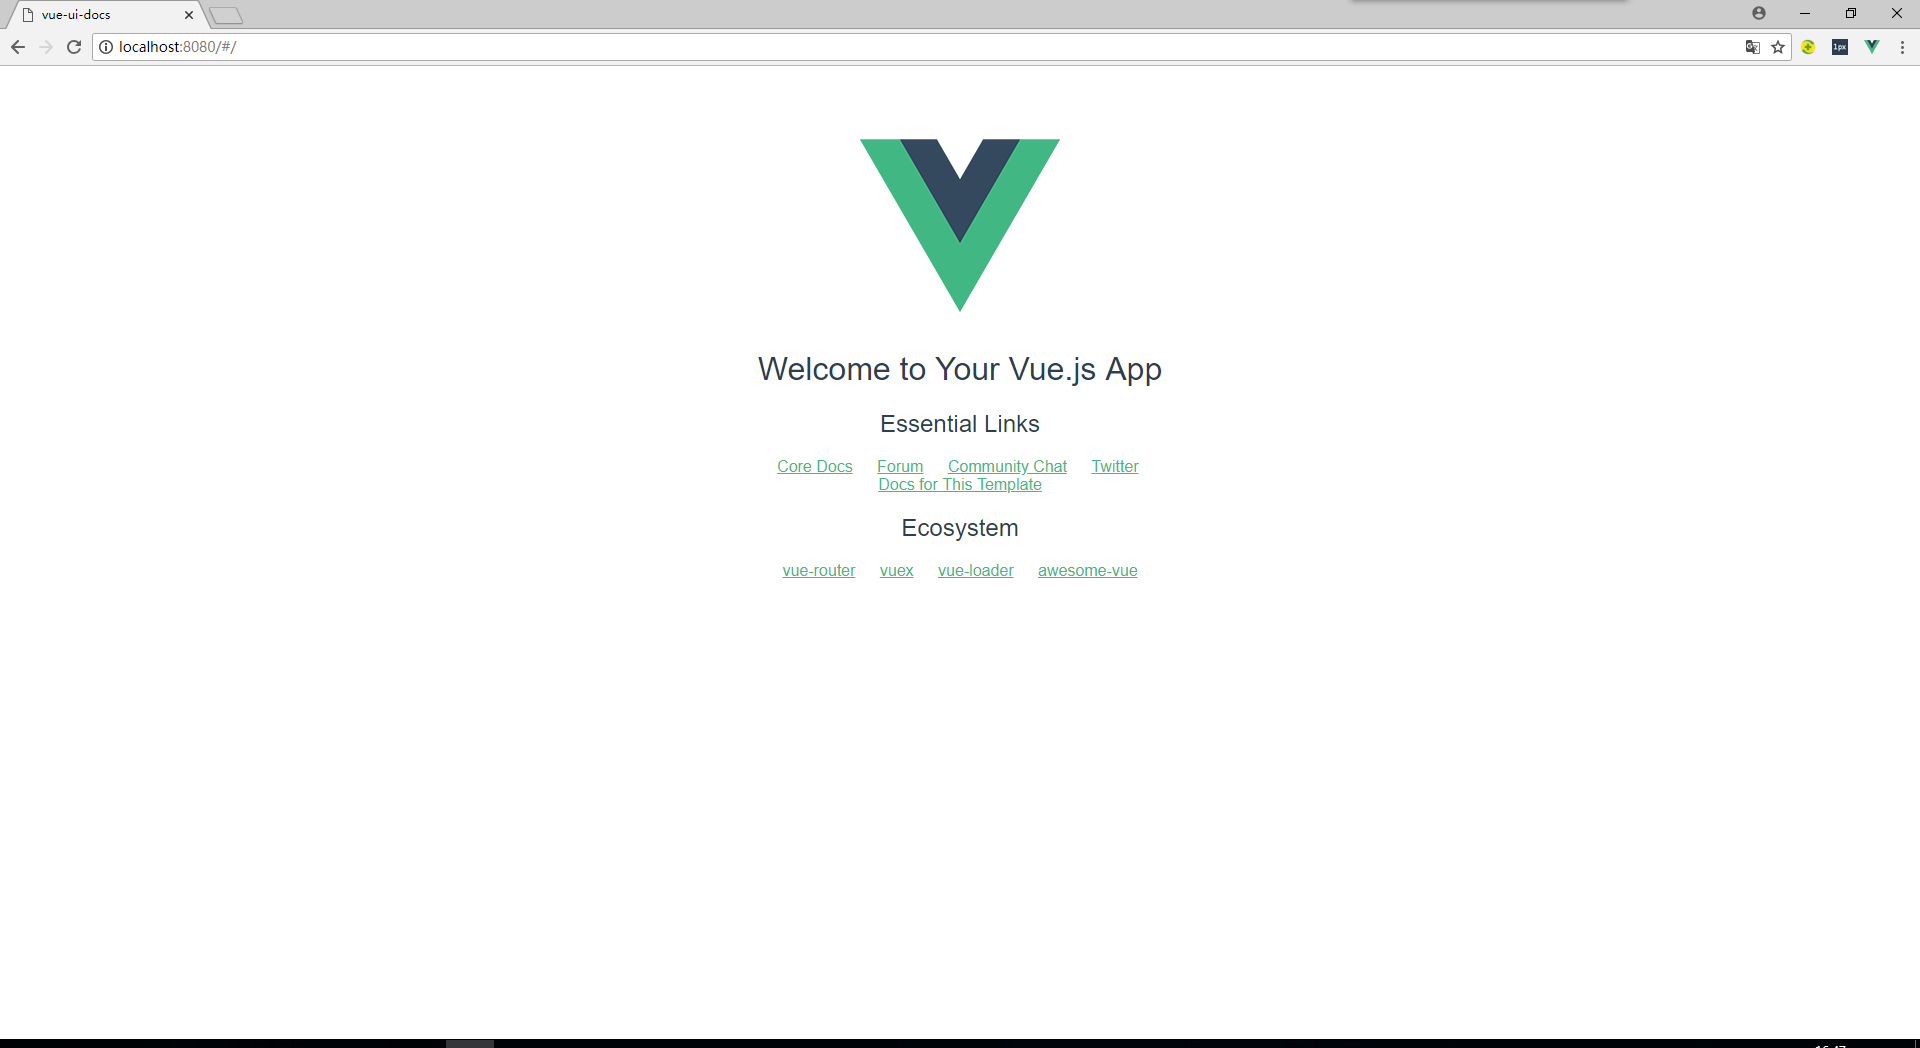 vue-ui-docs
localhost:8080/#/
1px
Welcome to Your Vue.js App
Essential Links
Core Docs Forum Community Chat Twitter
Docs for This Template
Ecosystem
vue-router vuex vue-loader awesome-vue